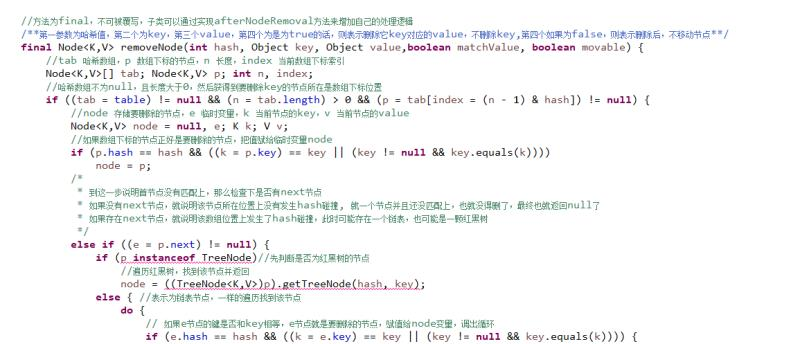 //方法为final，不可被覆写，子类可以通过实现afterNodeRemoval方法来增加自己的处理逻辑
/**第一参数为哈希值，第二个为key，第三个value，第四个为是为true的话，则表示删除它key对应的value，不删除key,第四个如果为false，则表示删除后，不移动节点**/
final Node<K,V> removeNode(int hash, Object key, Object value,boolean matchValue, boolean movable) {
//tab 哈希数组，p 数组下标的节点，n 长度，index 当前数组下标索引
Node<K,V>[] tab; Node<K,V> p; int n, index;
//哈希数组不为null，且长度大于0，然后获得到要删除key的节点所在是数组下标位置
if ((tab = table) != null && (n = tab.length) > 0 && (p = tab[index = (n - 1) & hash]) != null) {
//node 存储要删除的节点，e 临时变量，k 当前节点的key，v 当前节点的value
Node<K,V> node = null, e; K k; V v;
//如果数组下标的节点正好是要删除的节点，把值赋给临时变量node
if (p.hash == hash && ((k = p.key) == key || (key != null && key.equals(k))))
node = p;
/*
* 到这一步说明首节点没有匹配上，那么检查下是否有next节点
* 如果没有next节点，就说明该节点所在位置上没有发生hash碰撞, 就一个节点并且还没匹配上，也就没得删了，最终也就返回null了
* 如果存在next节点，就说明该数组位置上发生了hash碰撞，此时可能存在一个链表，也可能是一颗红黑树
*/
else if ((e = p.next) != null) {
if (p instanceof TreeNode)//先判断是否为红黑树的节点
//遍历红黑树，找到该节点并返回
node = ((TreeNode<K,V>)p).getTreeNode(hash, key);
else { //表示为链表节点，一样的遍历找到该节点
do {
// 如果e节点的键是否和key相等，e节点就是要删除的节点，赋值给node变量，调出循环
if (e.hash == hash && ((k = e.key) == key || (key != null && key.equals(k)))) {